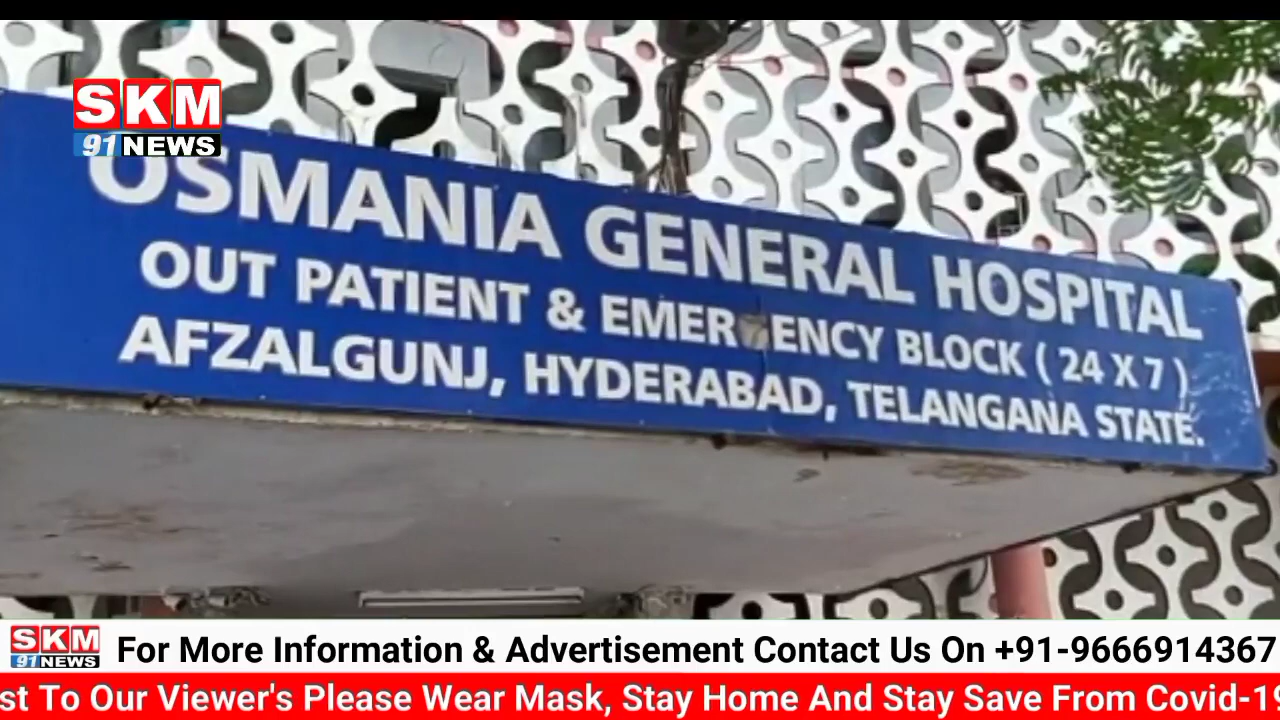 SKM
91 NEWS
OSMANIA GENERAL HOSPITAL
OUT PATIENT & EMER ENCY BLOCK ( 24 X 7 )
AFZALGUNJ, HYDERABAD, TELANGANA STATE.
SKM
91 NEWS
For More Information & Advertisement Contact Us On +91-9666914367
st To Our Viewer's Please Wear Mask, Stay Home And Stay Save From Covid-19